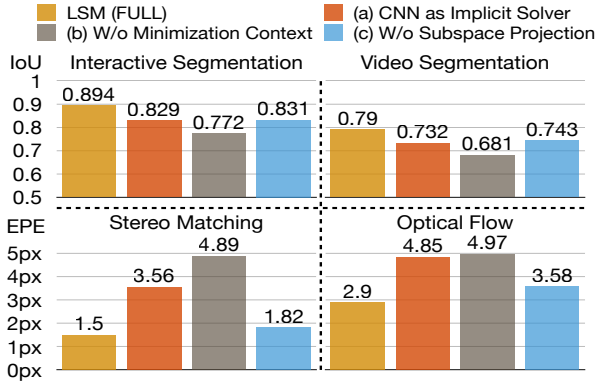 LSM (FULL) (a) CNN as Implicit Solver
(b) W/o Minimization Context (c) W/o Subspace Projection
IoU Interactive Segmentation Video Segmentation
1
0.9
0.8
0.7
0.6
0.5
0.894 0.829 0.772 0.831
0.79 0.732 0.681 0.743
EPE Stereo Matching Optical Flow
5px
4px
3px
2px
1px
0px
1.5 3.56 4.89 1.82
2.9 4.85 4.97 3.58